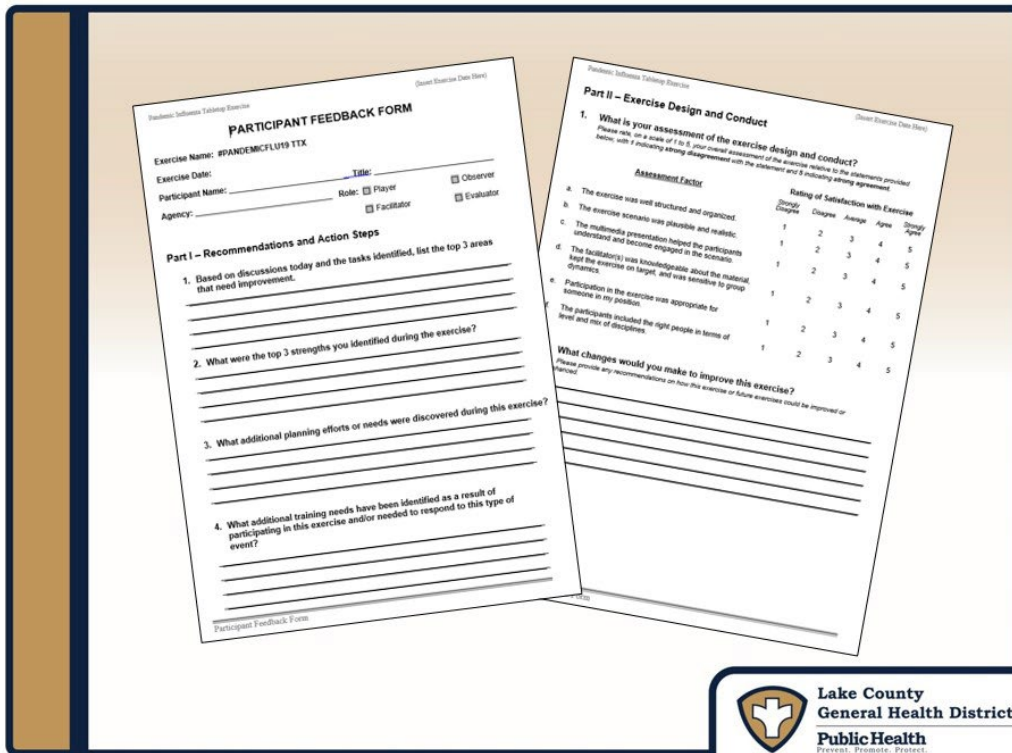 Pandemic Influenza Tabletop Exercise
(Insert Exercise Date Here)
PARTICIPANT FEEDBACK FORM
Exercise Name: #PANDEMICFLU19 TTX
Exercise Date:
Participant Name: Title:
Agency: Role: Player Observer
Facilitator Evaluator
Part I – Recommendations and Action Steps
1. Based on discussions today and the tasks identified, list the top 3 areas
that need improvement.
2. What were the top 3 strengths you identified during the exercise?
3. What additional planning efforts or needs were discovered during this exercise?
4. What additional training needs have been identified as a result of
participating in this exercise and/or needed to respond to this type of
event?
Participant Feedback Form
Pandemic Influenza Tabletop Exercise
(Insert Exercise Date Here)
Part II – Exercise Design and Conduct
1. What is your assessment of the exercise design and conduct?
Please rate, on a scale of 1 to 5, your overall assessment of the exercise relative to the statements provided
below, with 1 indicating strong disagreement with the statement and 5 indicating strong agreement.
Assessment Factor
Rating of Satisfaction with Exercise
Strongly Disagree Disagree Average Agree Strongly Agree
a. The exercise was well structured and organized. 1 2 3 4 5
b. The exercise scenario was plausible and realistic. 1 2 3 4 5
c. The multimedia presentation helped the participants
understand and become engaged in the scenario. 1 2 3 4 5
d. The facilitator(s) was knowledgeable about the material,
kept the exercise on target, and was sensitive to group
dynamics. 1 2 3 4 5
e. Participation in the exercise was appropriate for
someone in my position. 1 2 3 4 5
f. The participants included the right people in terms of
level and mix of disciplines. 1 2 3 4 5
What changes would you make to improve this exercise?
Please provide any recommendations on how this exercise or future exercises could be improved or
hanced.
Form
Lake County
General Health District
Public Health
Prevent. Promote. Protect.